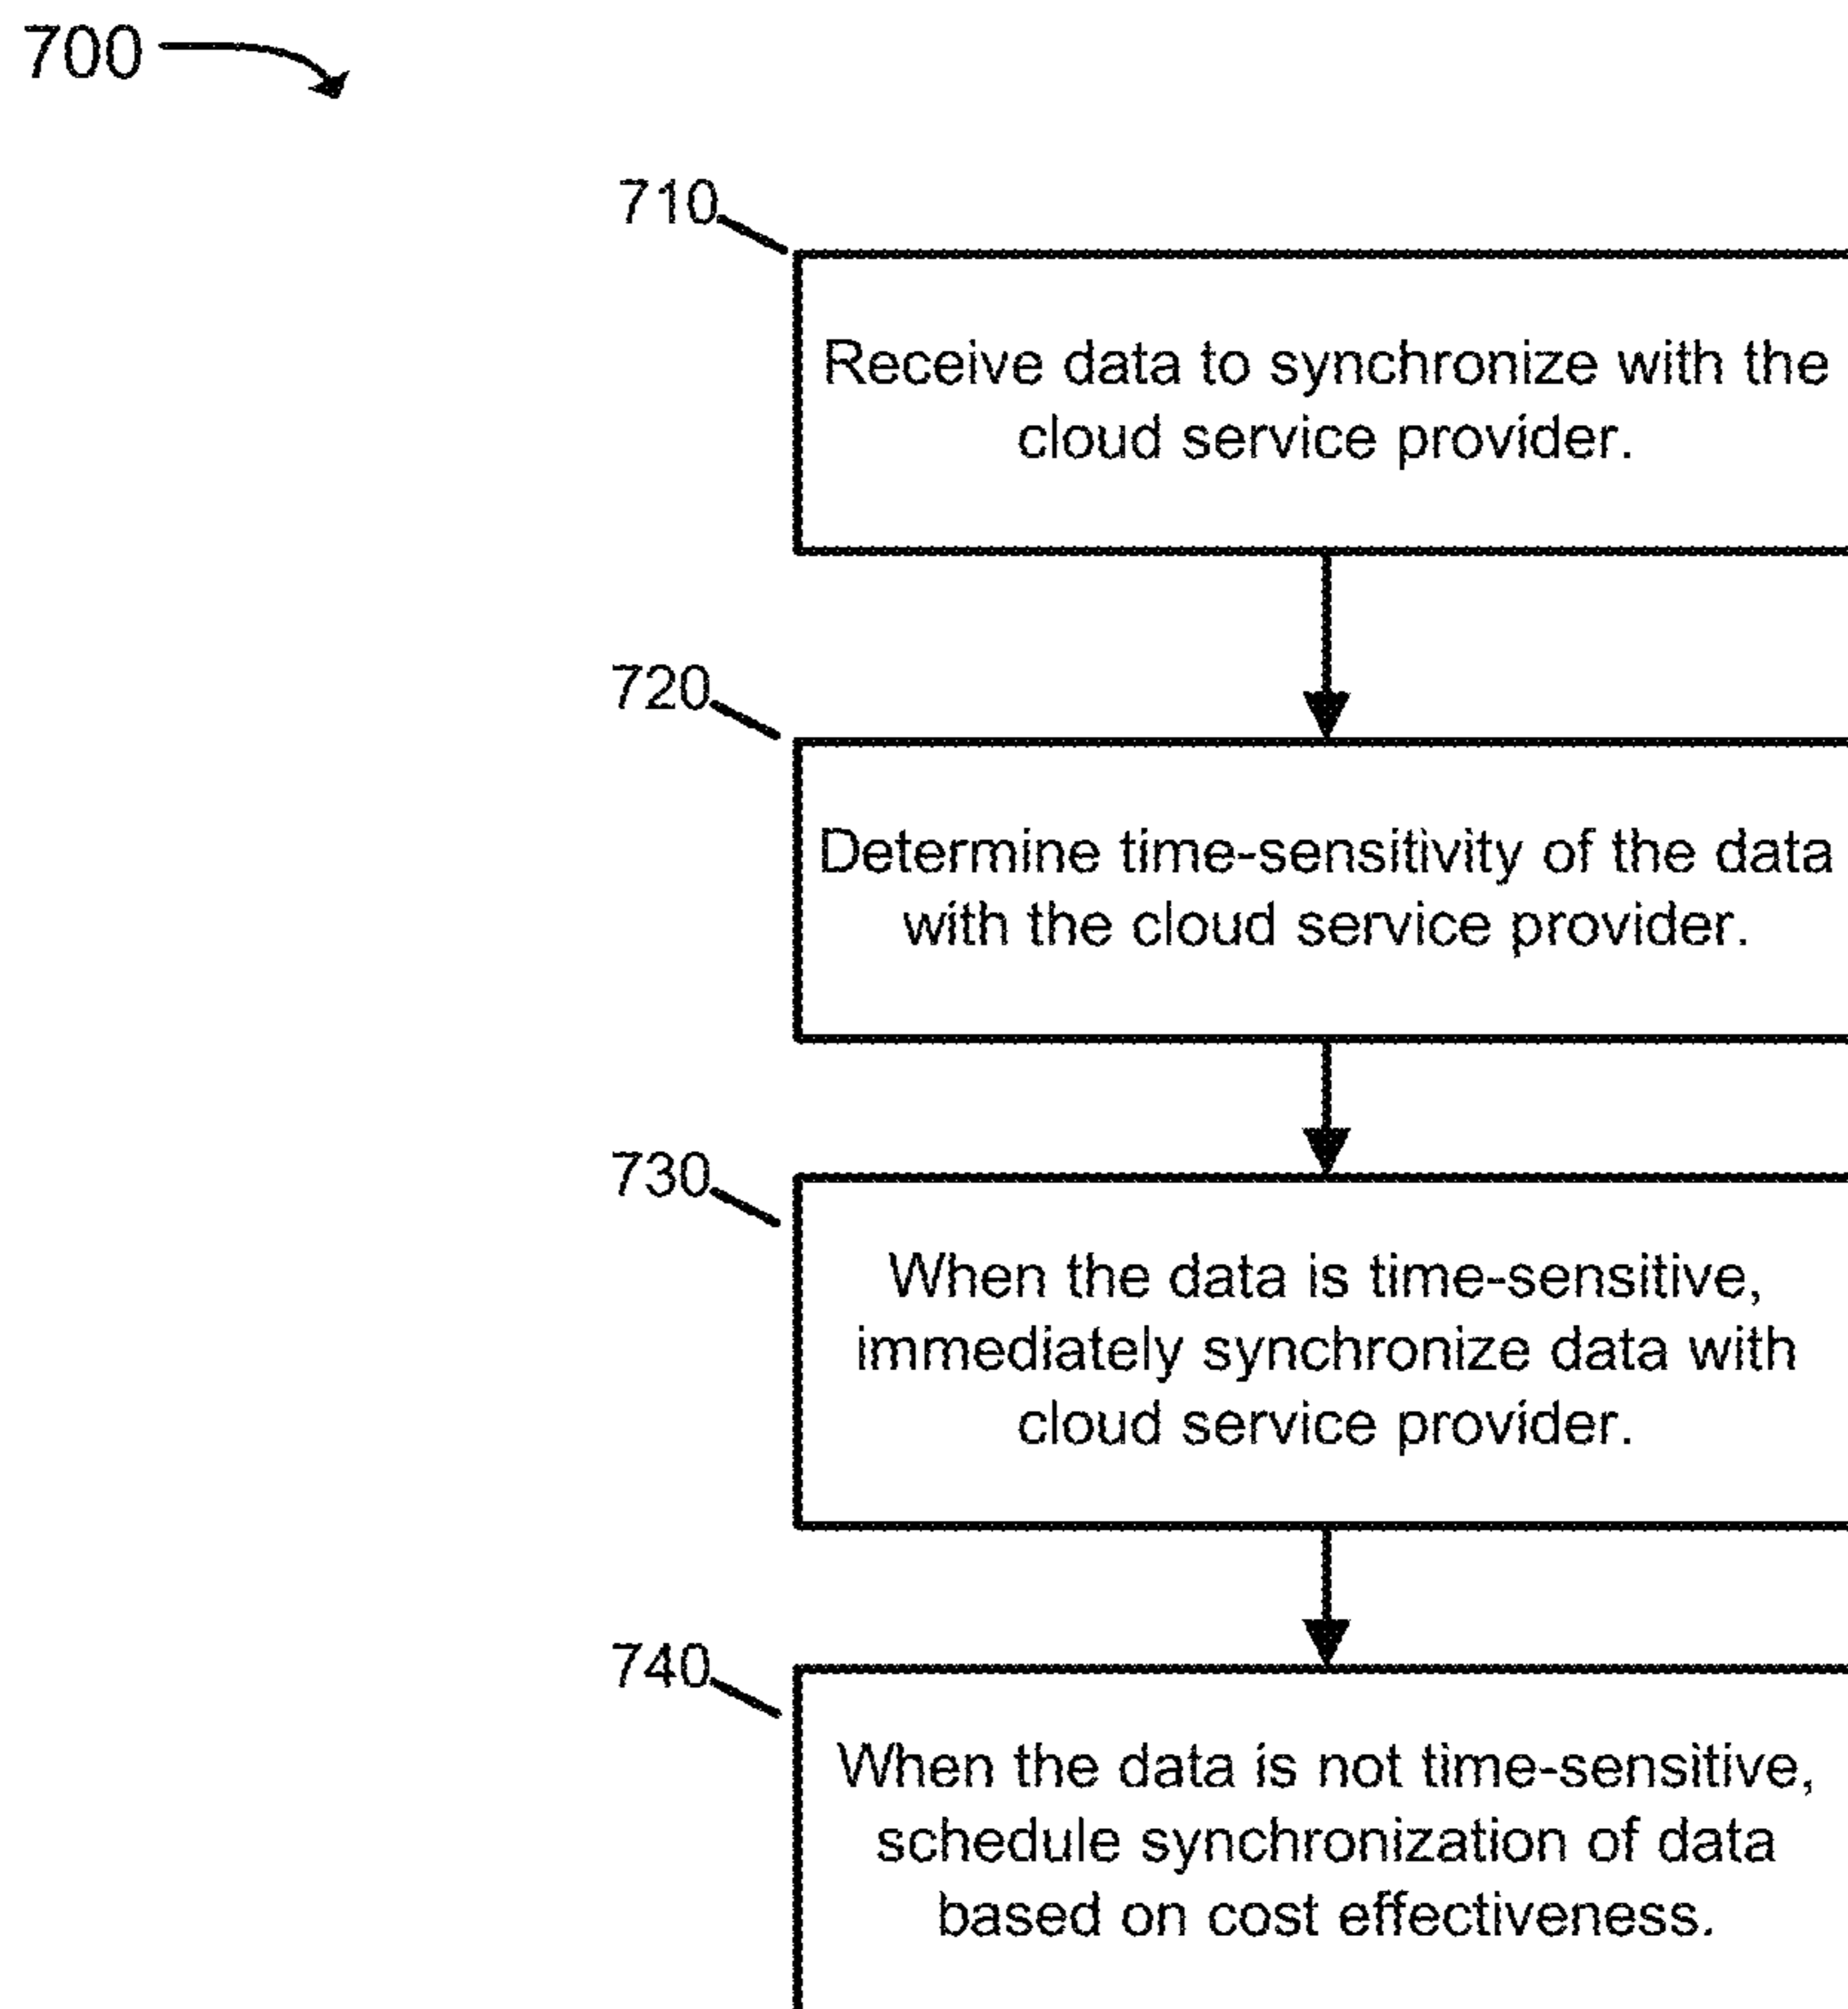 700
710
Receive data to synchronize with the
cloud service provider.
720
Determine time-sensitivity of the data
with the cloud service provider.
730
When the data is time-sensitive,
immediately synchronize data with
cloud service provider.
740
When the data is not time-sensitive,
schedule synchronization of data
based on cost effectiveness.